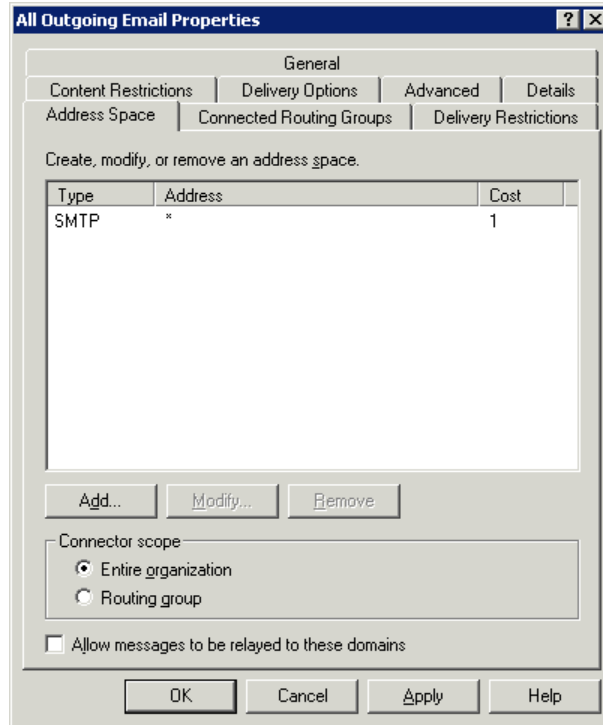 All Outgoing Email Properties
General
Content Restrictions Delivery Options Advanced Details
Address Space Connected Routing Groups Delivery Restrictions
Create, modify, or remove an address space.
Type Address Cost
SMTP * 1
Add... Modify... Remove
Connector scope
Entire organization
Routing group
Allow messages to be relayed to these domains
OK Cancel Apply Help